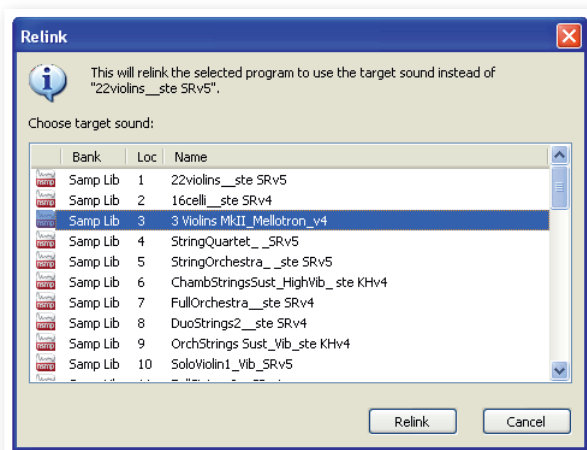 Relink
This will relink the selected program to use the target sound instead of
"22violins__ste SRv5".
Choose target sound:
Bank Loc Name
Samp Lib 1 22violins__ste SRv5
Samp Lib 2 16celli__ste SRv4
Samp Lib 3 3 Violins MkII_Mellotron_v4
Samp Lib 4 StringQuartet_ _SRv5
Samp Lib 5 StringOrchestra_ _ste SRv5
Samp Lib 6 ChambStringsSust_HighVib_ ste KHv4
Samp Lib 7 FullOrchestra__ste SRv4
Samp Lib 8 DuoStrings2__ste SRv4
Samp Lib 9 OrchStrings Sust_Vib_ste KHv4
Samp Lib 10 SoloViolin1_Vib_SRv5
Relink Cancel